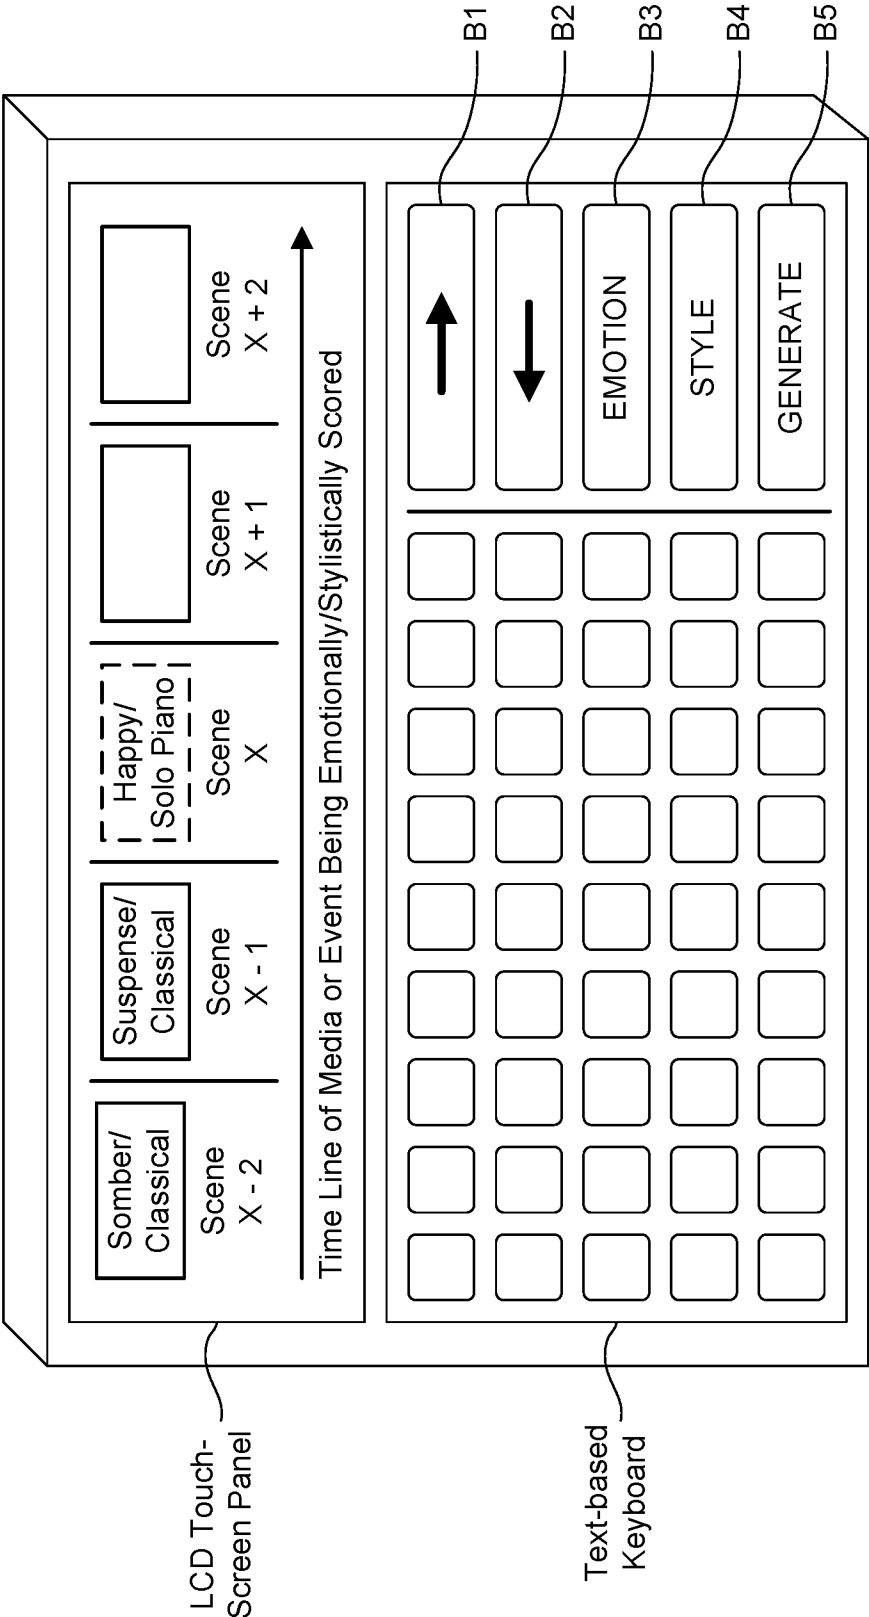 Somber/
Classical
Suspense/
Classical
Happy/
Solo Piano
Scene
X - 2
Scene
X - 1
Scene
X
Scene
X + 1
Scene
X + 2
Time Line of Media or Event Being Emotionally/Stylistically Scored
LCD Touch-
Screen Panel
B1
B2
EMOTION
B3
STYLE
B4
GENERATE
B5
Text-based
Keyboard